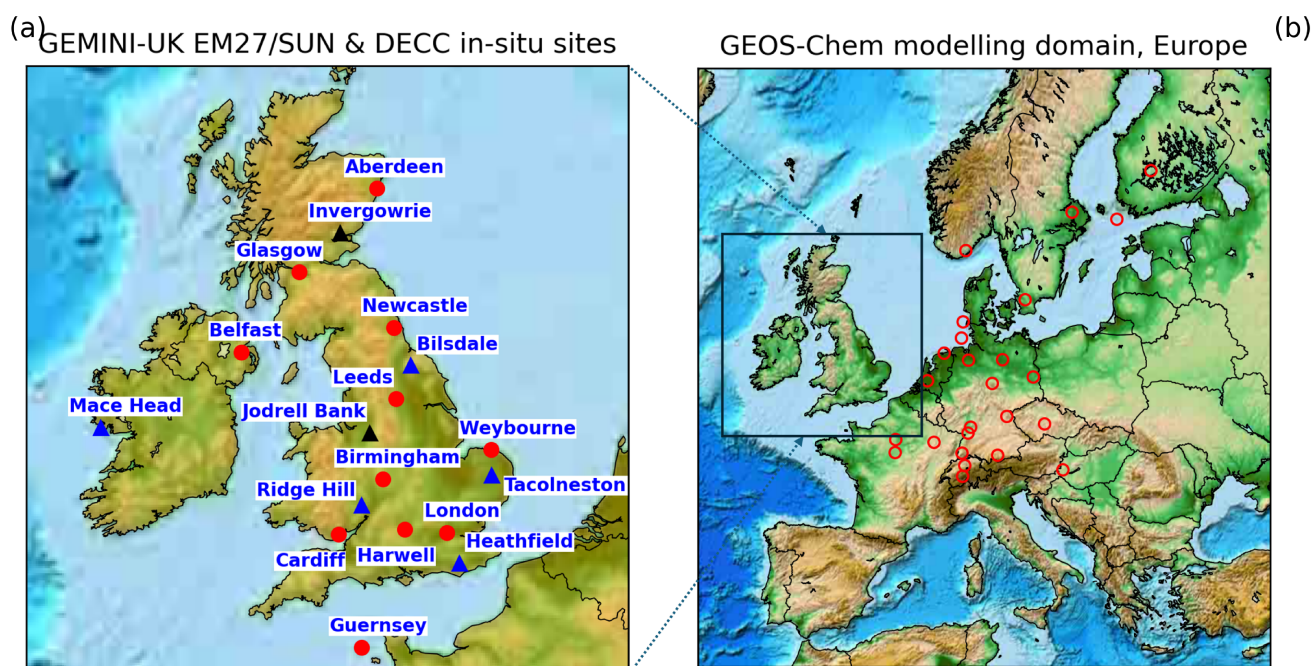 (a)
GEMINI-UK EM27/SUN & DECC in-situ sites
Aberdeen
Invergowrie
Glasgow
Newcastle
Belfast
Bilsdale
Leeds
Mace Head
Jodrell Bank
Weybourne
Birmingham
Tacolneston
Ridge Hill
London
Heathfield
Cardiff
Harwell
Guernsey
(b)
GEOS-Chem modelling domain, Europe